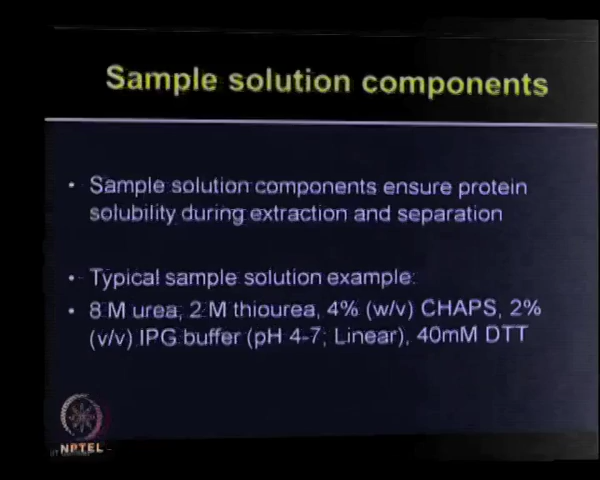 Sample solution components
• Sample solution components ensure protein
solubility during extraction and separation
• Typical sample solution example:
• 8 M urea, 2 M thiourea, 4% (w/v) CHAPS, 2%
(v/v) IPG buffer (pH 4-7; Linear), 40mM DTT
NPTEL